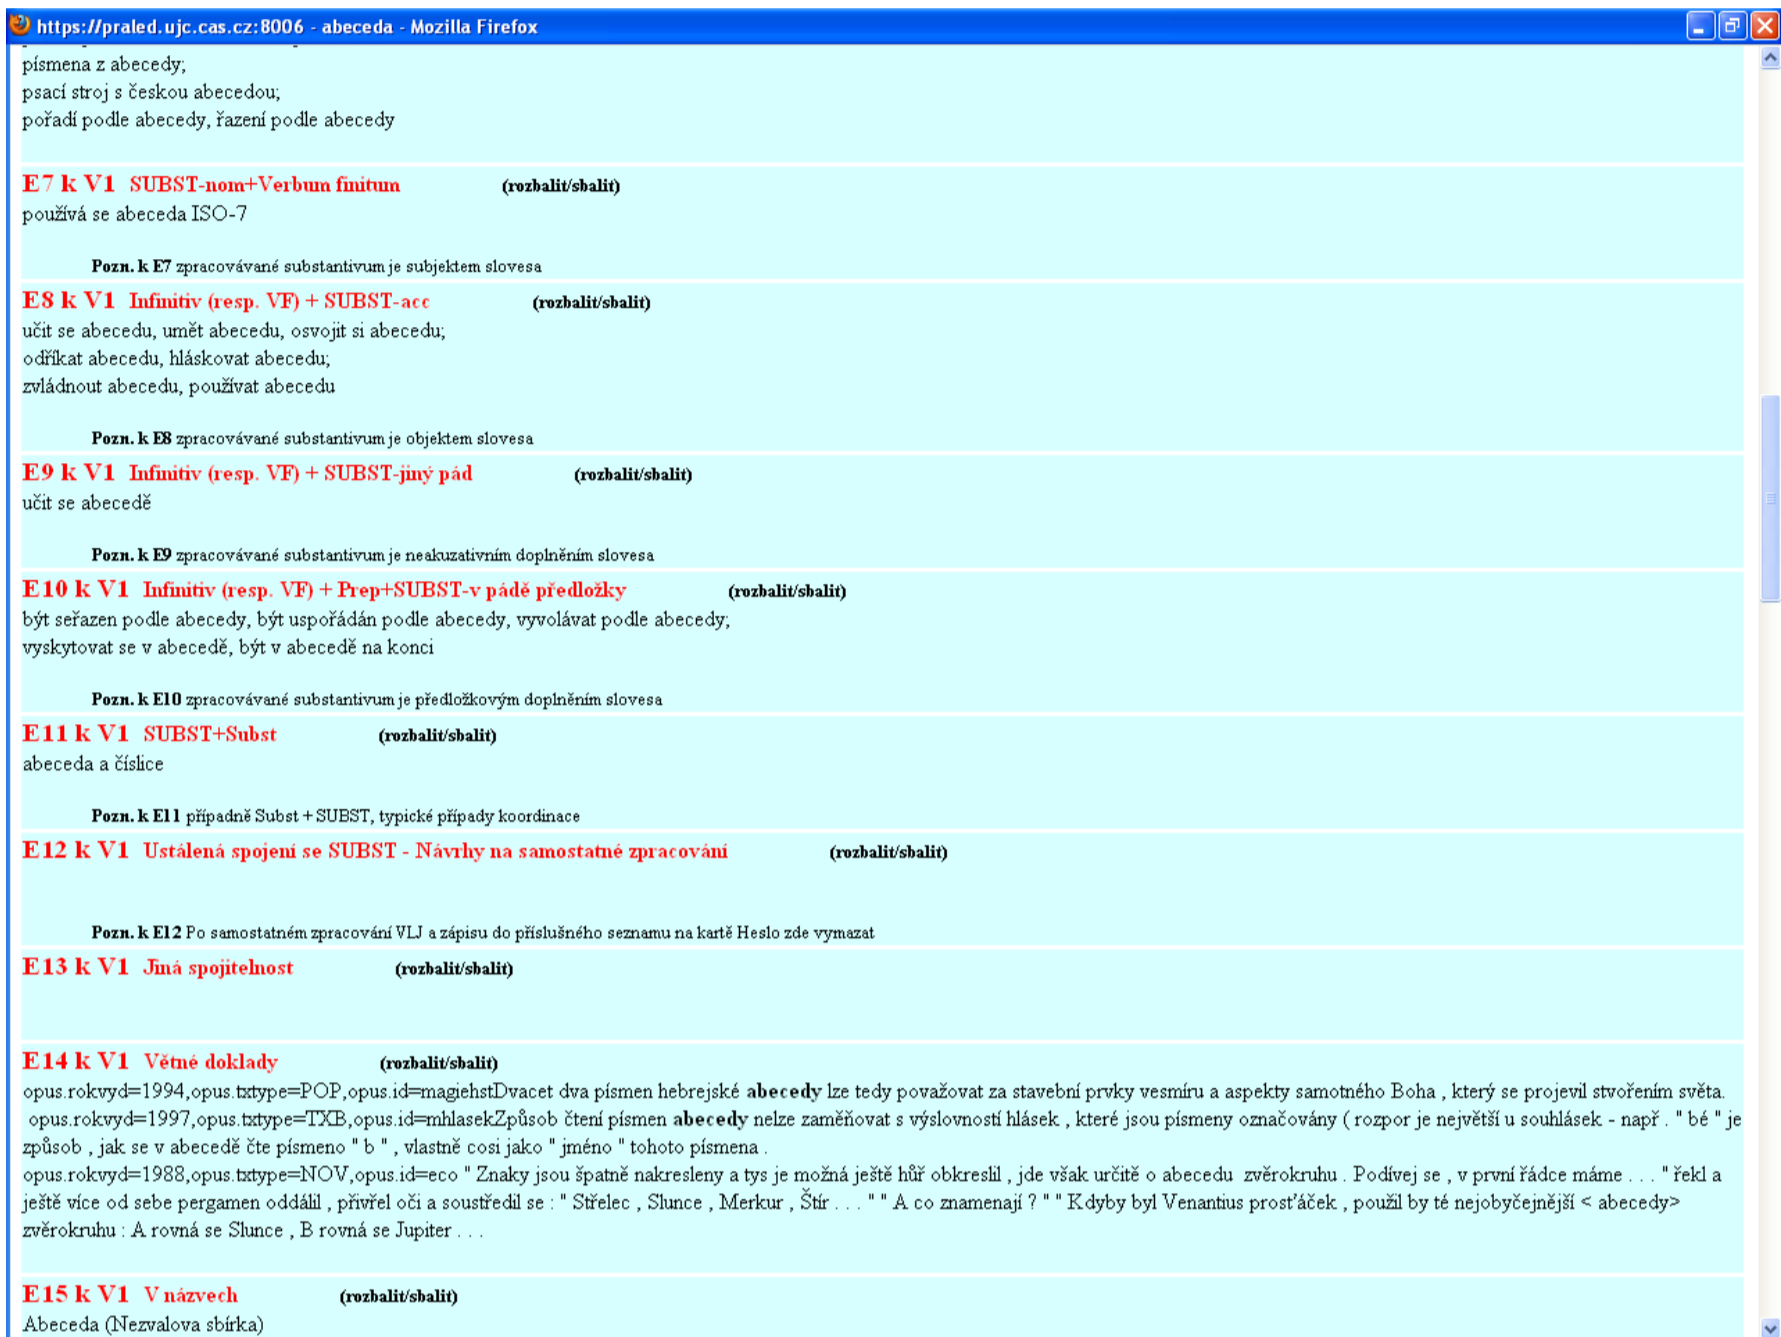 https://praled.ujc.cas.cz:8006 - abeceda - Mozilla Firefox
písmena z abecedy;
psací stroj s českou abecedou;
pořadí podle abecedy, řazení podle abecedy
E7 k V1 SUBST-nom+Verbum finitum (rozbalit/sbalit)
používá se abeceda ISO-7
Pozn. k E7 zpracovávané substantivum je subjektem slovesa
E8 k V1 Infinitiv (resp. VF) + SUBST-acc (rozbalit/sbalit)
učit se abecedu, umět abecedu, osvojit si abecedu;
odříkat abecedu, hláskovat abecedu;
zvládnout abecedu, používat abecedu
Pozn. k E8 zpracovávané substantivum je objektem slovesa
E9 k V1 Infinitiv (resp. VF) + SUBST-jiný pád (rozbalit/sbalit)
učit se abecedě
Pozn. k E9 zpracovávané substantivum je neakuzativním doplněním slovesa
E10 k V1 Infinitiv (resp. VF) + Prep+SUBST-v pádě předložky (rozbalit/sbalit)
být seřazen podle abecedy, být uspořádán podle abecedy, vyvolávat podle abecedy;
vyskytovat se v abecedě, být v abecedě na konci
Pozn. k E10 zpracovávané substantivum je předložkovým doplněním slovesa
E11 k V1 SUBST+Subst (rozbalit/sbalit)
abeceda a číslice
Pozn. k E11 případně Subst + SUBST, typické případy koordinace
E12 k V1 Ustálená spojení se SUBST - Návrhy na samostatné zpracování (rozbalit/sbalit)
Pozn. k E12 Po samostatném zpracování VLJ a zápisu do příslušného seznamu na kartě Heslo zde vymazat
E13 k V1 Jiná spojitelnost (rozbalit/sbalit)
E14 k V1 Větné doklady (rozbalit/sbalit)
opus.rokvyd=1994,opus.txtype=POP,opus.id=magiehstDvacet dva písmen hebrejské abecedy lze tedy považovat za stavební prvky vesmíru a aspekty samotného Boha , který se projevil stvořením světa.
opus.rokvyd=1997,opus.txtype=TXB,opus.id=mhlasekZpůsob čtení písmen abecedy nelze zaměňovat s výslovností hlásek , které jsou písmeny označovány ( rozpor je největší u souhlásek - např . " bé " je
způsob , jak se v abecedě čte písmeno " b " , vlastně cosi jako " jméno " tohoto písmena .
opus.rokvyd=1988,opus.txtype=NOV,opus.id=eco " Znaky jsou špatně nakresleny a tys je možná ještě hůř obkreslil , jde však určitě o abecedu zvěrokruhu . Podívej se , v první řádce máme . . . " řekl a
ještě více od sebe pergamen oddálil , přivřel oči a soustředil se : " Střelec , Slunce , Merkur , Štír . . . " " A co znamenají ? " " Kdyby byl Venantius prosťáček , použil by té nejobyčejnější < abecedy>
zvěrokruhu : A rovná se Slunce , B rovná se Jupiter . . .
E15 k V1 V názvech (rozbalit/sbalit)
Abeceda (Nezvalova sbírka)